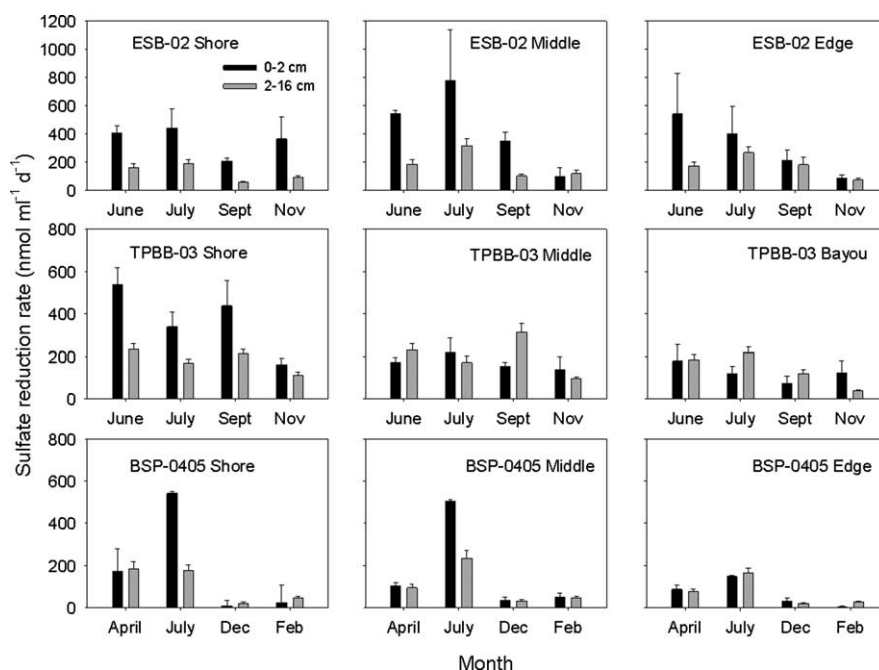 Sulfate reduction rate (nmol ml⁻¹ d⁻¹)
1200
1000
800
600
400
200
0
ESB-02 Shore
0-2 cm
2-16 cm
June July Sept Nov
ESB-02 Middle
June July Sept Nov
ESB-02 Edge
June July Sept Nov
800
600
400
200
0
TPBB-03 Shore
June July Sept Nov
TPBB-03 Middle
June July Sept Nov
TPBB-03 Bayou
June July Sept Nov
800
600
400
200
0
BSP-0405 Shore
April July Dec Feb
BSP-0405 Middle
April July Dec Feb
BSP-0405 Edge
April July Dec Feb
Month